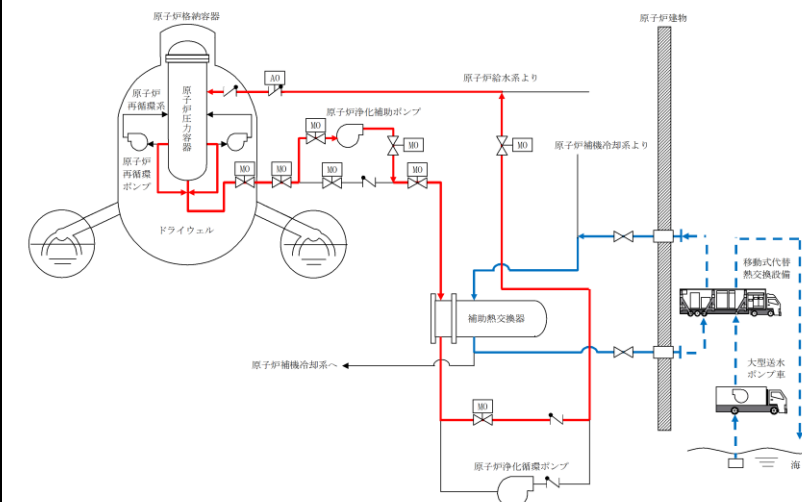 原子炉格納容器
原子炉建物
AO
原子炉給水系より
原子炉
再循環系
原子炉圧力容器
原子炉浄化補助ポンプ
MO
MO
MO
原子炉補機冷却系より
原子炉
再循環
ポンプ
MO
MO
MO
MO
ドライウェル
移動式代替
熱交換設備
補助熱交換器
原子炉補機冷却系へ
大型送水
ポンプ車
MO
原子炉浄化循環ポンプ
海